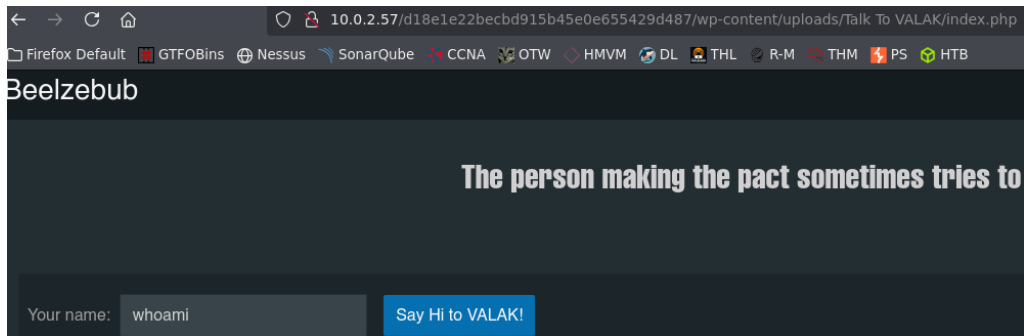 10.0.2.57/d18e1e22becbd915b45e0e655429d487/wp-content/uploads/Talk To VALAK/index.php
Firefox Default GTFOBins Nessus SonarQube CCNA OTW HMVM DL THL R-M THM PS HTB
Beelzebub
The person making the pact sometimes tries to
Your name: whoami Say Hi to VALAK!